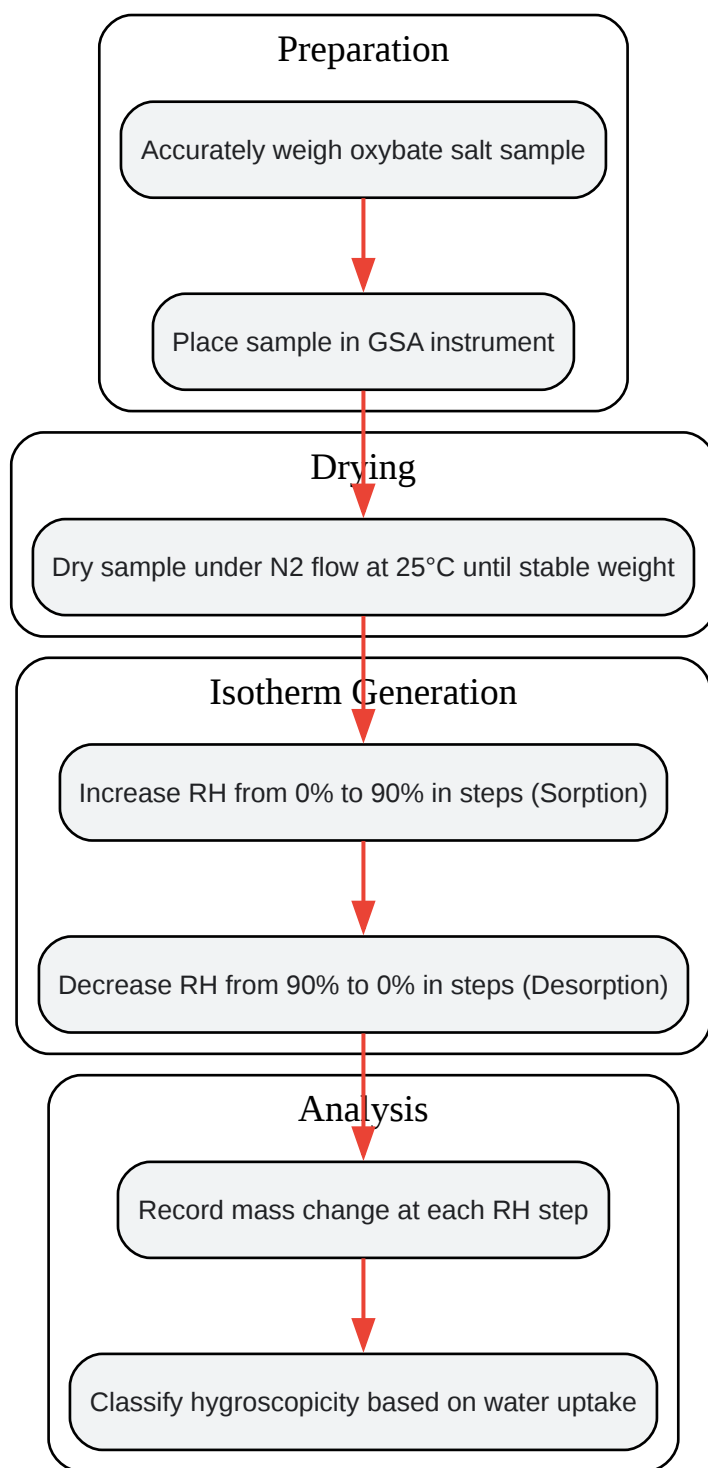 Preparation
Accurately weigh oxybate salt sample
Place sample in GSA instrument
Drying
Dry sample under N2 flow at 25°C until stable weight
Isotherm Generation
Increase RH from 0% to 90% in steps (Sorption)
Decrease RH from 90% to 0% in steps (Desorption)
Analysis
Record mass change at each RH step
Classify hygroscopicity based on water uptake